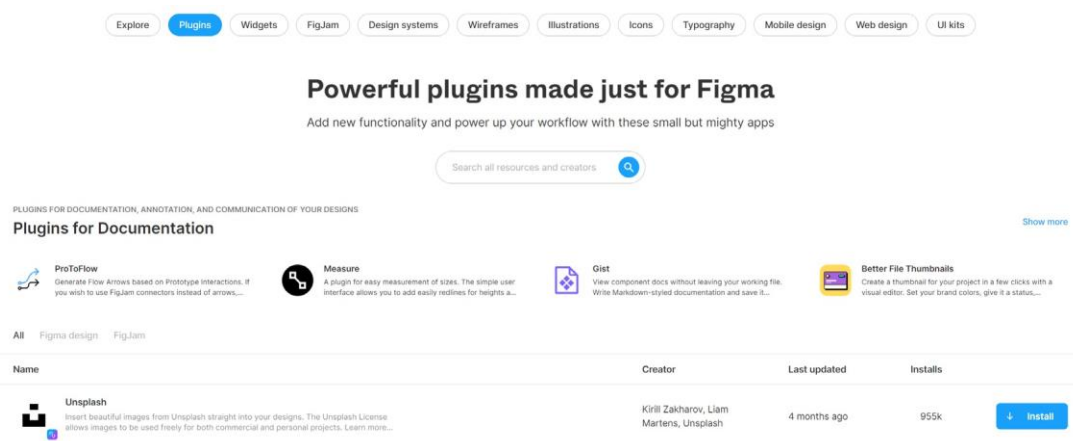 Explore Plugins Widgets FigJam Design systems Wireframes Illustrations Icons Typography Mobile design Web design UI kits
Powerful plugins made just for Figma
Add new functionality and power up your workflow with these small but mighty apps
Search all resources and creators
PLUGINS FOR DOCUMENTATION, ANNOTATION, AND COMMUNICATION OF YOUR DESIGNS
Plugins for Documentation
Show more
ProToFlow
Generate Flow Arrows based on Prototype Interactions. If
you wish to use FigJam connectors instead of arrows,...
Measure
A plugin for easy measurement of sizes. The simple user
interface allows you to add easily redlines for heights a...
Gist
View component docs without leaving your working file.
Write Markdown-styled documentation and save it...
Better File Thumbnails
Create a thumbnail for your project in a few clicks with a
visual editor. Set your brand colors, give it a status,...
All Figma design FigJam
Name Creator Last updated Installs
Unsplash
Insert beautiful images from Unsplash straight into your designs. The Unsplash License
allows images to be used freely for both commercial and personal projects. Learn more...
Kirill Zakharov, Liam
Martens, Unsplash
4 months ago
955k
Install